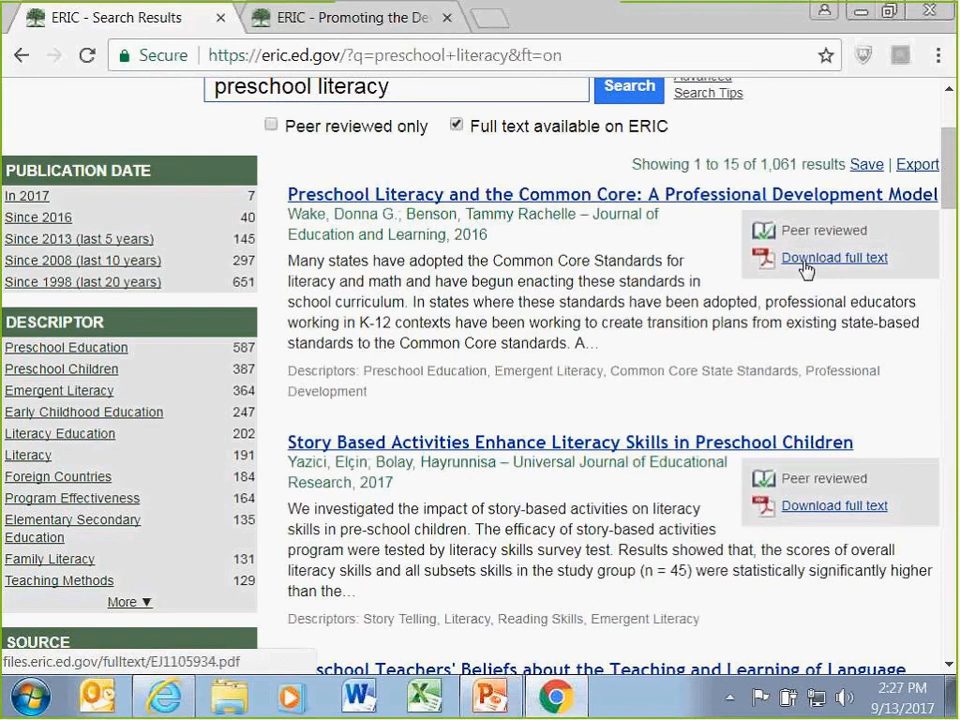 ERIC - Search Results
ERIC - Promoting the De
Secure
https://eric.ed.gov/?q=preschool+literacy&ft=on
preschool literacy
Search
Advanced
Search Tips
Peer reviewed only
Full text available on ERIC
Showing 1 to 15 of 1,061 results Save | Export
PUBLICATION DATE
In 2017 7
Since 2016 40
Since 2013 (last 5 years) 145
Since 2008 (last 10 years) 297
Since 1998 (last 20 years) 651
DESCRIPTOR
Preschool Education 587
Preschool Children 387
Emergent Literacy 364
Early Childhood Education 247
Literacy Education 202
Literacy 191
Foreign Countries 184
Program Effectiveness 164
Elementary Secondary 135
Education
Family Literacy 131
Teaching Methods 129
More ▼
SOURCE
Preschool Literacy and the Common Core: A Professional Development Model
Wake, Donna G.; Benson, Tammy Rachelle – Journal of
Education and Learning, 2016
Peer reviewed
PDF Download full text
Many states have adopted the Common Core Standards for
literacy and math and have begun enacting these standards in
school curriculum. In states where these standards have been adopted, professional educators
working in K-12 contexts have been working to create transition plans from existing state-based
standards to the Common Core standards. A…
Descriptors: Preschool Education, Emergent Literacy, Common Core State Standards, Professional
Development
Story Based Activities Enhance Literacy Skills in Preschool Children
Yazici, Elçin; Bolay, Hayrunnisa – Universal Journal of Educational
Research, 2017
Peer reviewed
PDF Download full text
We investigated the impact of story-based activities on literacy
skills in pre-school children. The efficacy of story-based activities
program were tested by literacy skills survey test. Results showed that, the scores of overall
literacy skills and all subsets skills in the study group (n = 45) were statistically significantly higher
than the…
Descriptors: Story Telling, Literacy, Reading Skills, Emergent Literacy
school Teachers' Beliefs about the Teaching and Learning of Language
files.eric.ed.gov/fulltext/EJ1105934.pdf
2:27 PM
9/13/2017